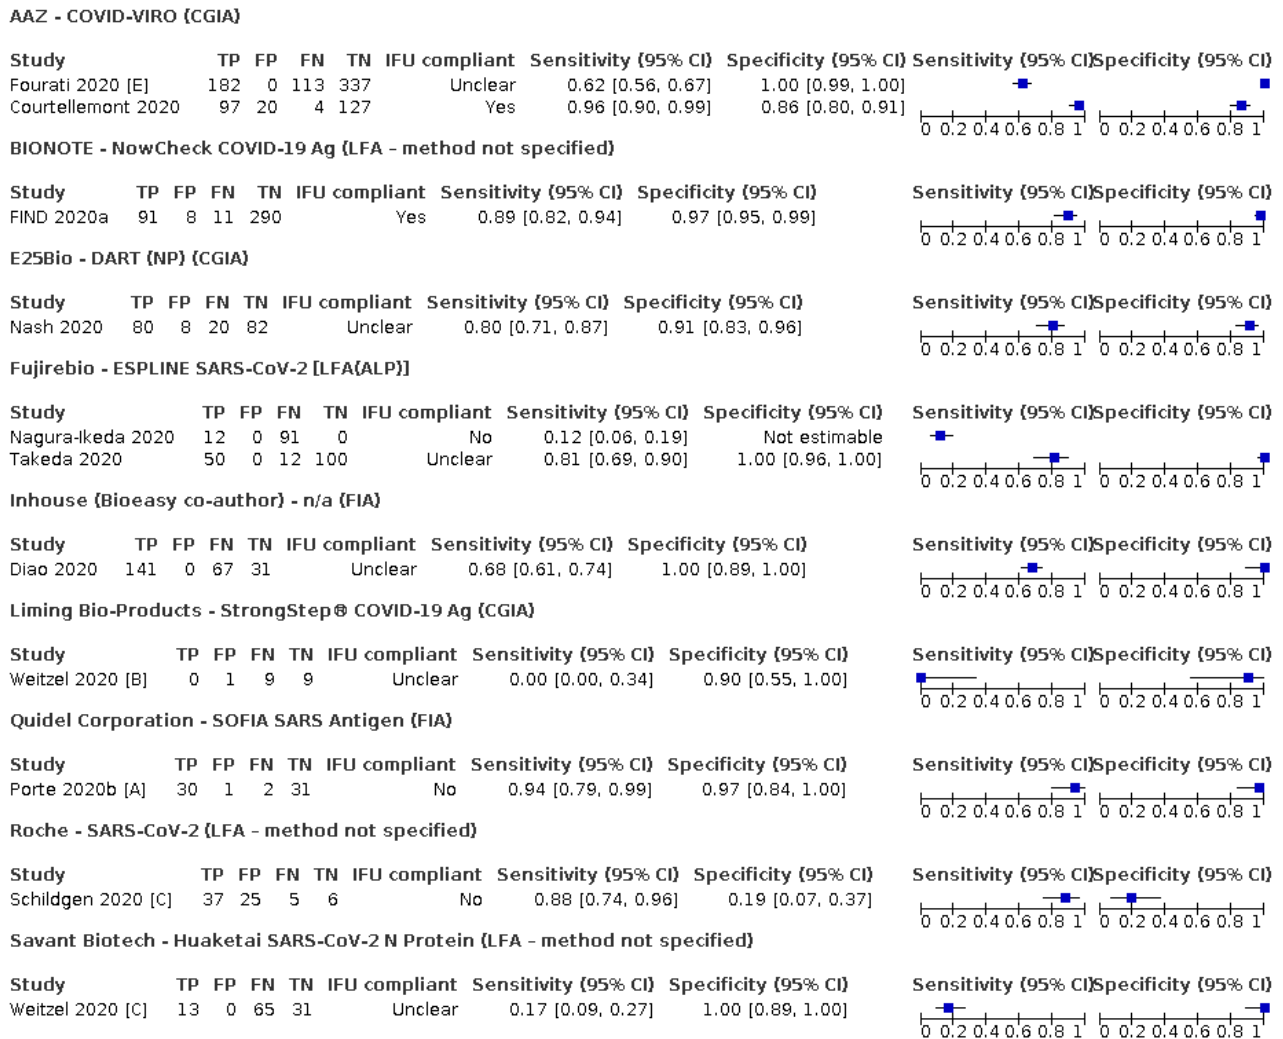 AAZ - COVID-VIRO (CGIA)
Study TP FP FN TN IFU compliant Sensitivity (95% CI) Specificity (95% CI) Sensitivity (95% CI) Specificity (95% CI)
Fourati 2020 [E] 182 0 113 337 Unclear 0.62 [0.56, 0.67] 1.00 [0.99, 1.00]
Courtellemont 2020 97 20 4 127 Yes 0.96 [0.90, 0.99] 0.86 [0.80, 0.91]
0 0.2 0.4 0.6 0.8 1 0 0.2 0.4 0.6 0.8 1
BIONOTE - NowCheck COVID-19 Ag (LFA - method not specified)
Study TP FP FN TN IFU compliant Sensitivity (95% CI) Specificity (95% CI) Sensitivity (95% CI) Specificity (95% CI)
FIND 2020a 91 8 11 290 Yes 0.89 [0.82, 0.94] 0.97 [0.95, 0.99]
0 0.2 0.4 0.6 0.8 1 0 0.2 0.4 0.6 0.8 1
E25Bio - DART (NP) (CGIA)
Study TP FP FN TN IFU compliant Sensitivity (95% CI) Specificity (95% CI) Sensitivity (95% CI) Specificity (95% CI)
Nash 2020 80 8 20 82 Unclear 0.80 [0.71, 0.87] 0.91 [0.83, 0.96]
0 0.2 0.4 0.6 0.8 1 0 0.2 0.4 0.6 0.8 1
Fujirebio - ESPLINE SARS-CoV-2 [LFA(ALP)]
Study TP FP FN TN IFU compliant Sensitivity (95% CI) Specificity (95% CI) Sensitivity (95% CI) Specificity (95% CI)
Nagura-Ikeda 2020 12 0 91 0 No 0.12 [0.06, 0.19] Not estimable
Takeda 2020 50 0 12 100 Unclear 0.81 [0.69, 0.90] 1.00 [0.96, 1.00]
0 0.2 0.4 0.6 0.8 1 0 0.2 0.4 0.6 0.8 1
Inhouse (Bioeasy co-author) - n/a (FIA)
Study TP FP FN TN IFU compliant Sensitivity (95% CI) Specificity (95% CI) Sensitivity (95% CI) Specificity (95% CI)
Diao 2020 141 0 67 31 Unclear 0.68 [0.61, 0.74] 1.00 [0.89, 1.00]
0 0.2 0.4 0.6 0.8 1 0 0.2 0.4 0.6 0.8 1
Liming Bio-Products - StrongStep® COVID-19 Ag (CGIA)
Study TP FP FN TN IFU compliant Sensitivity (95% CI) Specificity (95% CI) Sensitivity (95% CI) Specificity (95% CI)
Weitzel 2020 [B] 0 1 9 9 Unclear 0.00 [0.00, 0.34] 0.90 [0.55, 1.00]
0 0.2 0.4 0.6 0.8 1 0 0.2 0.4 0.6 0.8 1
Quidel Corporation - SOFIA SARS Antigen (FIA)
Study TP FP FN TN IFU compliant Sensitivity (95% CI) Specificity (95% CI) Sensitivity (95% CI) Specificity (95% CI)
Porte 2020b [A] 30 1 2 31 No 0.94 [0.79, 0.99] 0.97 [0.84, 1.00]
0 0.2 0.4 0.6 0.8 1 0 0.2 0.4 0.6 0.8 1
Roche - SARS-CoV-2 (LFA - method not specified)
Study TP FP FN TN IFU compliant Sensitivity (95% CI) Specificity (95% CI) Sensitivity (95% CI) Specificity (95% CI)
Schildgen 2020 [C] 37 25 5 6 No 0.88 [0.74, 0.96] 0.19 [0.07, 0.37]
0 0.2 0.4 0.6 0.8 1 0 0.2 0.4 0.6 0.8 1
Savant Biotech - Huaketai SARS-CoV-2 N Protein (LFA - method not specified)
Study TP FP FN TN IFU compliant Sensitivity (95% CI) Specificity (95% CI) Sensitivity (95% CI) Specificity (95% CI)
Weitzel 2020 [C] 13 0 65 31 Unclear 0.17 [0.09, 0.27] 1.00 [0.89, 1.00]
0 0.2 0.4 0.6 0.8 1 0 0.2 0.4 0.6 0.8 1